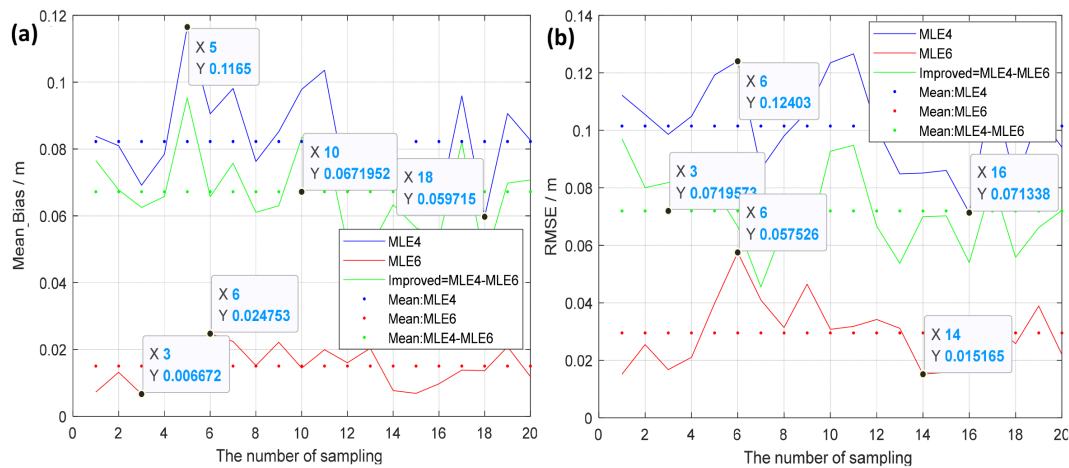 (a)
0.12
0.1
0.08
0.06
0.04
0.02
0
Mean_Biias / m
X 5
Y 0.1165
X 10
Y 0.0671952
X 18
Y 0.059715
X 6
Y 0.024753
X 3
Y 0.006672
MLE4
MLE6
Improved=MLE4-MLE6
Mean:MLE4
Mean:MLE6
Mean:MLE4-MLE6
0 2 4 6 8 10 12 14 16 18 20
The number of sampling
(b)
0.14
0.12
0.1
0.08
0.06
0.04
0.02
0
RMSE / m
MLE4
MLE6
Improved=MLE4-MLE6
Mean:MLE4
Mean:MLE6
Mean:MLE4-MLE6
X 6
Y 0.12403
X 3
Y 0.0719573
X 16
Y 0.071338
X 6
Y 0.057526
X 14
Y 0.015165
0 2 4 6 8 10 12 14 16 18 20
The number of sampling